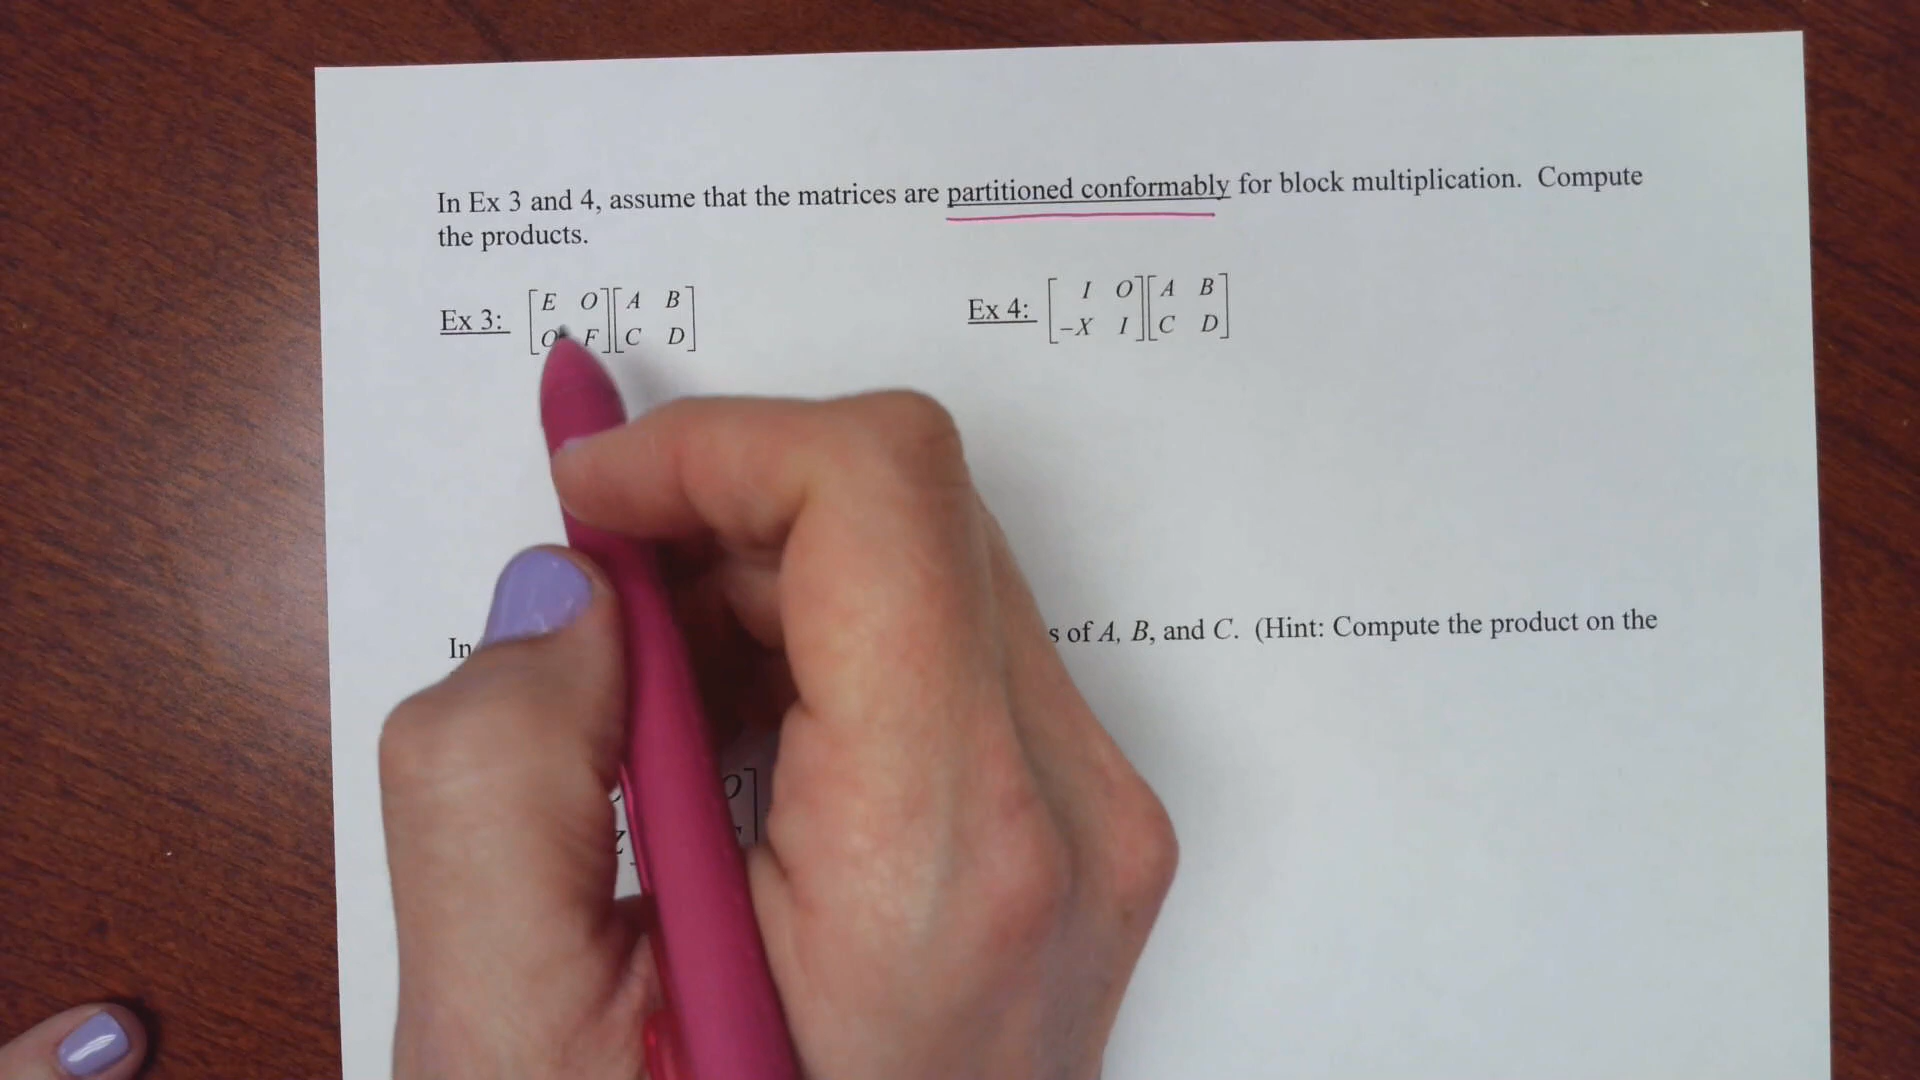 In Ex 3 and 4, assume that the matrices are partitioned conformably for block multiplication. Compute
the products.
Ex 3: [E O][A B]
[O F][C D]
Ex 4: [I O][A B]
[−X I][C D]
In s of A, B, and C. (Hint: Compute the product on the
O]
Z